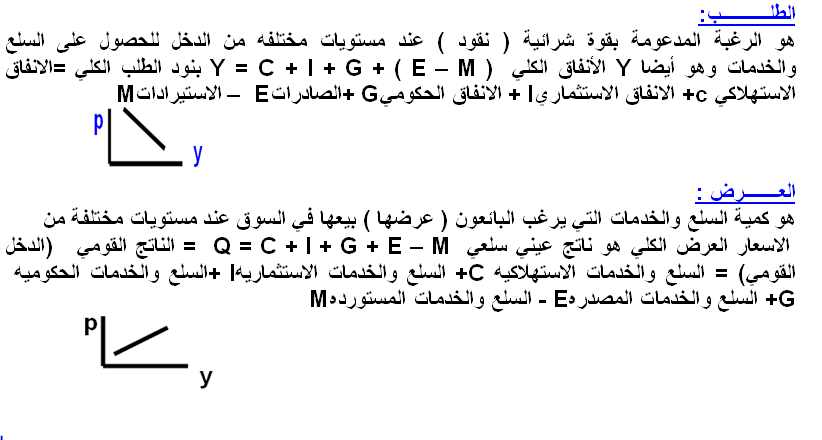 الطلــــــــب:
هو الرغبة المدعومة بقوة شرائية ( نقود ) عند مستويات مختلفه من الدخل للحصول على السلع
والخدمات وهو أيضا Y الأنفاق الكلي Y = C + I + G + ( E – M ) بنود الطلب الكلي =الانفاق
الاستهلاكي c+ الانفاق الاستثماريI + الانفاق الحكوميG +الصادراتE – الاستيراداتM
p
y
العـــــرض :
هو كمية السلع والخدمات التي يرغب البائعون ( عرضها ) بيعها في السوق عند مستويات مختلفة من
الاسعار العرض الكلي هو ناتج عيني سلعي Q = C + I + G + E – M = الناتج القومي (الدخل
القومي) = السلع والخدمات الاستهلاكيه C+ السلع والخدمات الاستثماريهI +السلع والخدمات الحكوميه
G+ السلع والخدمات المصدرهE - السلع والخدمات المستوردهM
p
y